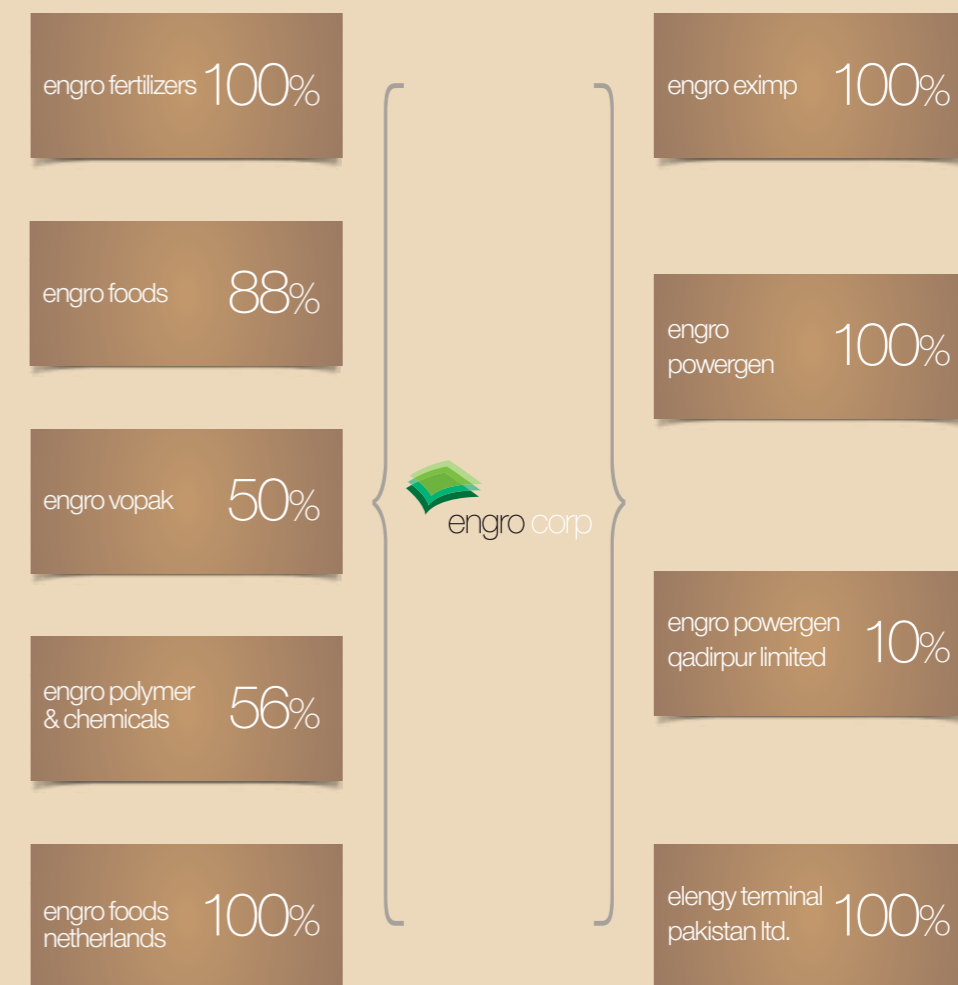 engro fertilizers 100%
engro foods 88%
engro vopak 50%
engro polymer
& chemicals 56%
engro foods
netherlands 100%
engro corp
engro eximp 100%
engro
powergen 100%
engro powergen
qadirpur limited 10%
elengy terminal
pakistan ltd. 100%